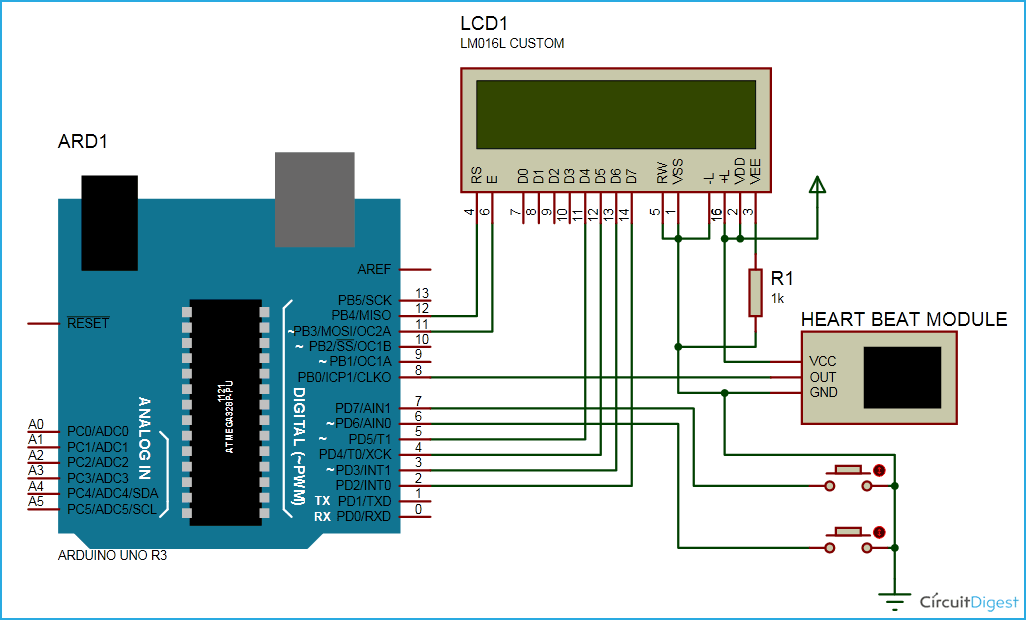 LCD1
LM016L CUSTOM
RS
E
D0
D1
D2
D3
D4
D5
D6
D7
RW
VSS
-L
+L
VDD
VEE
4
6
7
8
9
10
11
12
13
14
5
1
16
2
3
ARD1
AREF
PB5/SCK 13
PB4/MISO 12
~PB3/MOSI/OC2A 11
~ PB2/SS/OC1B 10
~ PB1/OC1A 9
PB0/ICP1/CLKO 8
PD7/AIN1 7
~PD6/AIN0 6
~ PD5/T1 5
PD4/T0/XCK 4
~PD3/INT1 3
PD2/INT0 2
TX PD1/TXD 1
RX PD0/RXD 0
RESET
1121
ATMEGA328P-PU
DIGITAL (~PWM)
ANALOG IN
A0 PC0/ADC0
A1 PC1/ADC1
A2 PC2/ADC2
A3 PC3/ADC3
A4 PC4/ADC4/SDA
A5 PC5/ADC5/SCL
ARDUINO UNO R3
R1
1k
HEART BEAT MODULE
VCC
OUT
GND
CircuitDigest